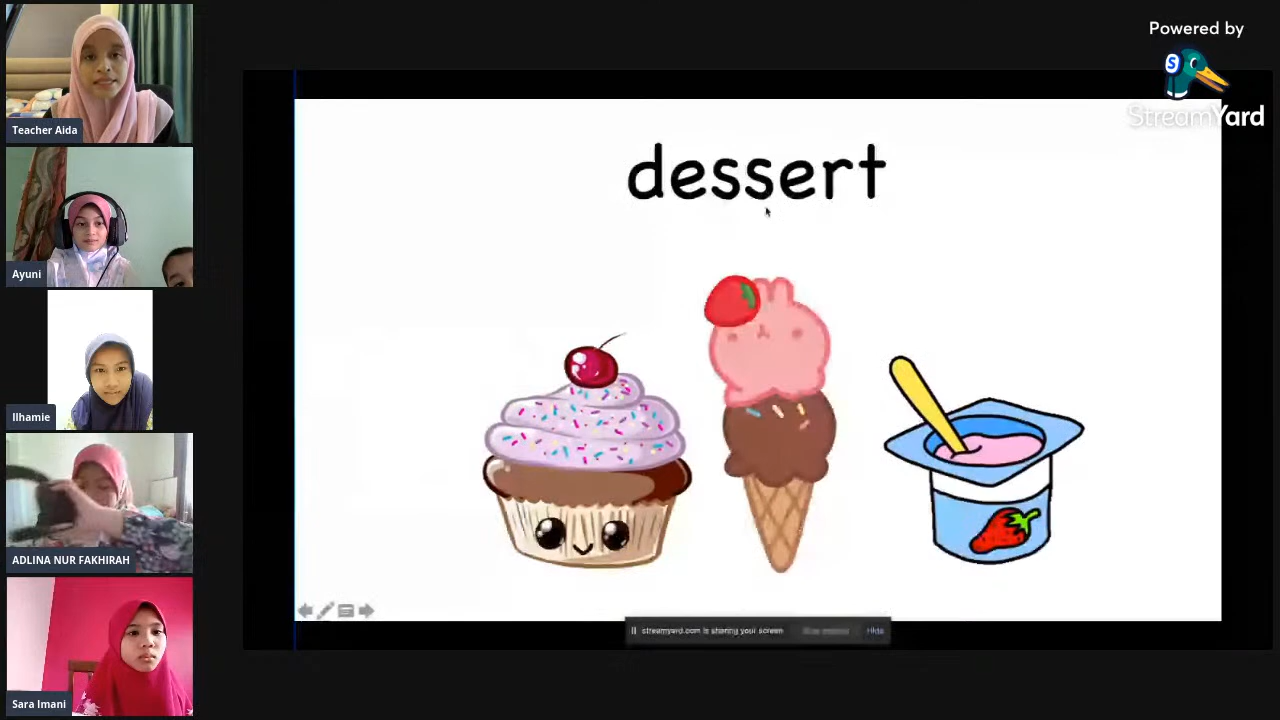 Teacher Aida
Ayuni
Ilhamie
ADLINA NUR FAKHIRAH
Sara Imani
dessert
streamyard.com is sharing your screen
Hide
Powered by
StreamYard